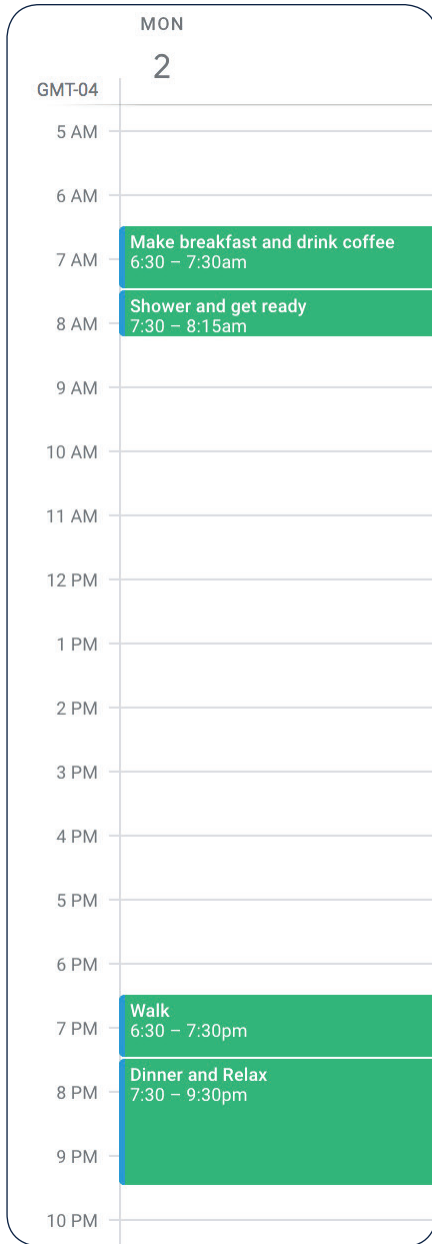 MON
2
GMT-04
5 AM
6 AM
Make breakfast and drink coffee
6:30 – 7:30am
7 AM
Shower and get ready
7:30 – 8:15am
8 AM
9 AM
10 AM
11 AM
12 PM
1 PM
2 PM
3 PM
4 PM
5 PM
6 PM
Walk
6:30 – 7:30pm
7 PM
Dinner and Relax
7:30 – 9:30pm
8 PM
9 PM
10 PM